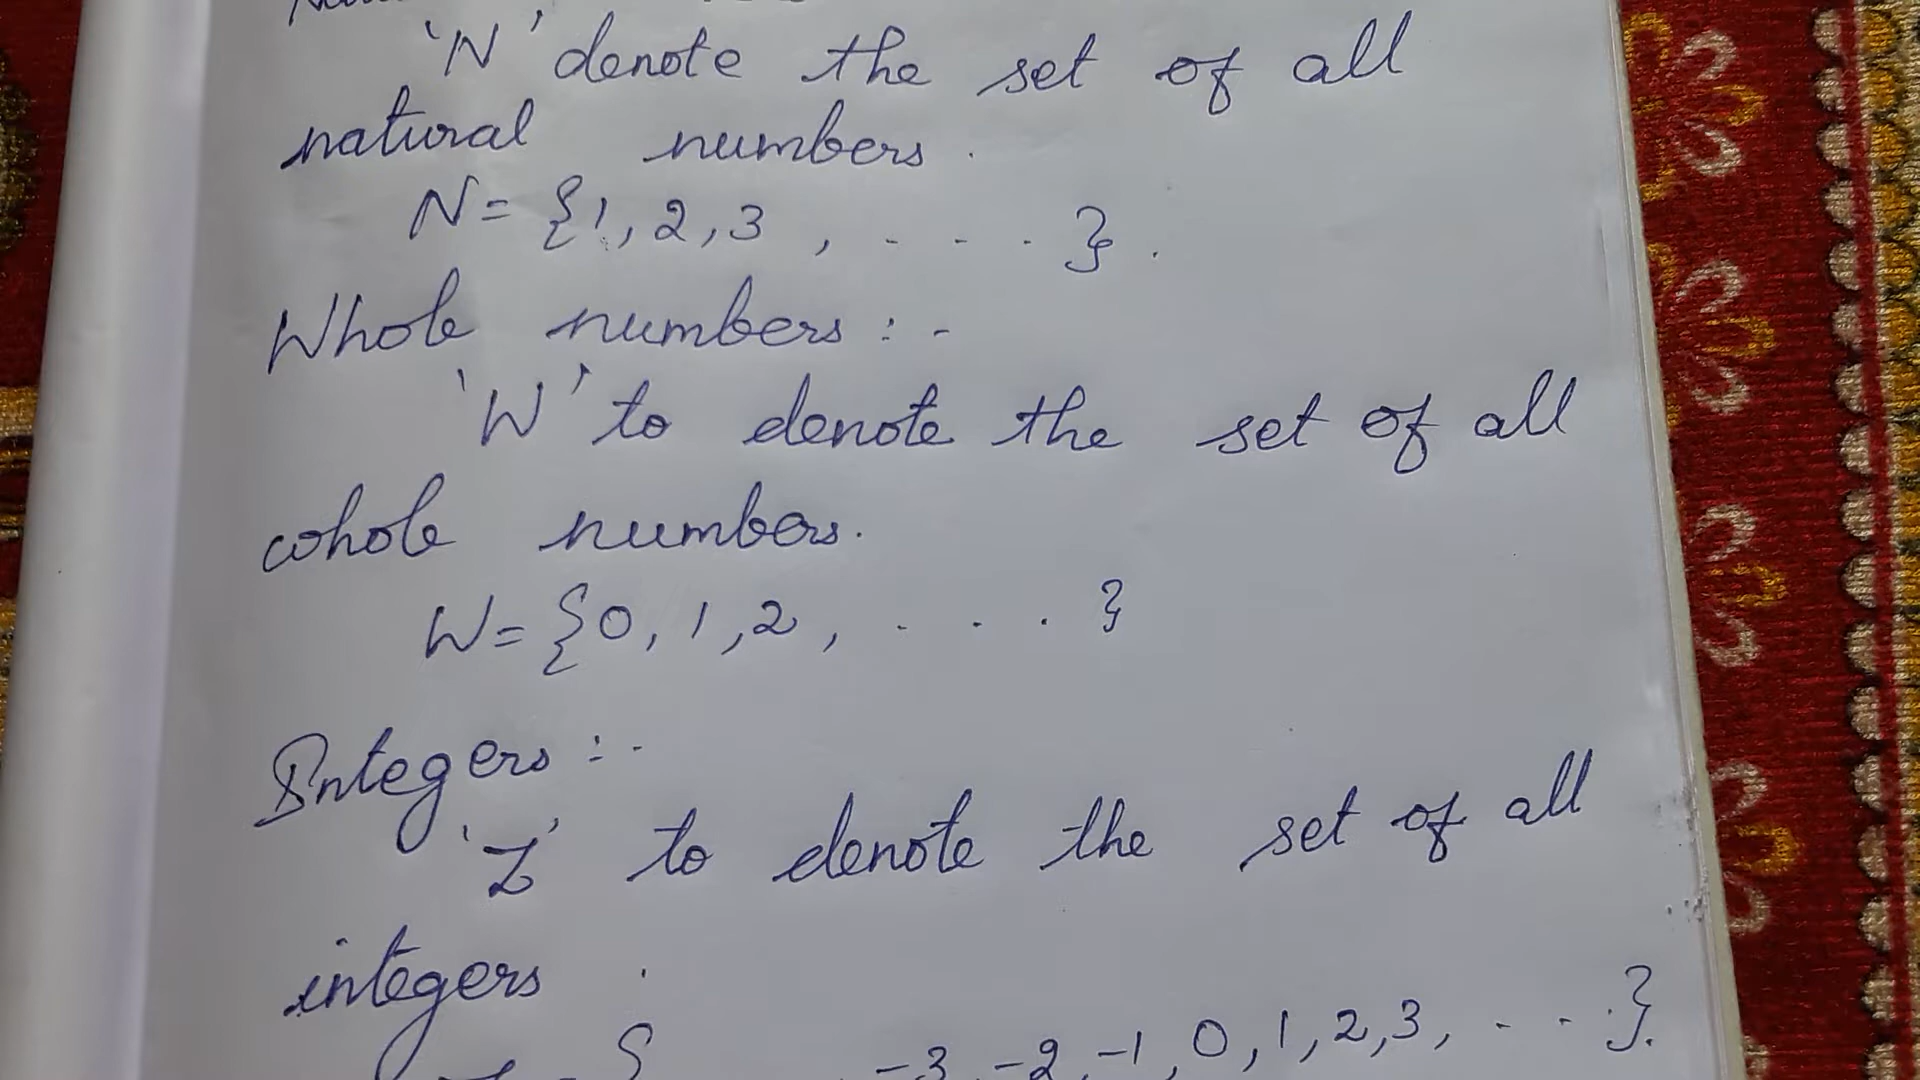 'N' denote the set of all
natural numbers.
N = {1, 2, 3, . . . }.
Whole numbers : -
'W' to denote the set of all
whole numbers.
W = {0, 1, 2, . . . }
Integers : -
'Z' to denote the set of all
integers .
-3, -2, -1, 0, 1, 2, 3, . . . }.